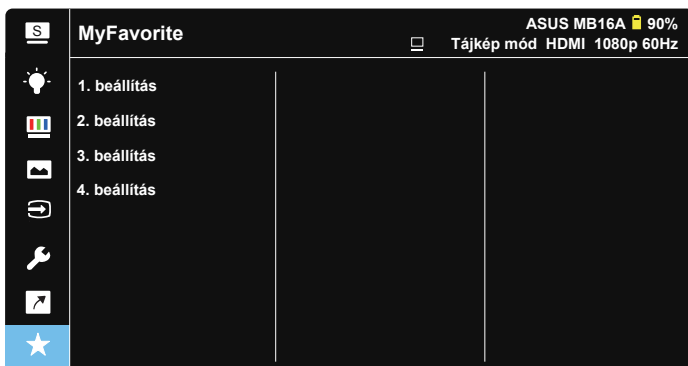 S
MyFavorite
ASUS MB16A 90%
Tájkép mód HDMI 1080p 60Hz
1. beállítás
2. beállítás
3. beállítás
4. beállítás